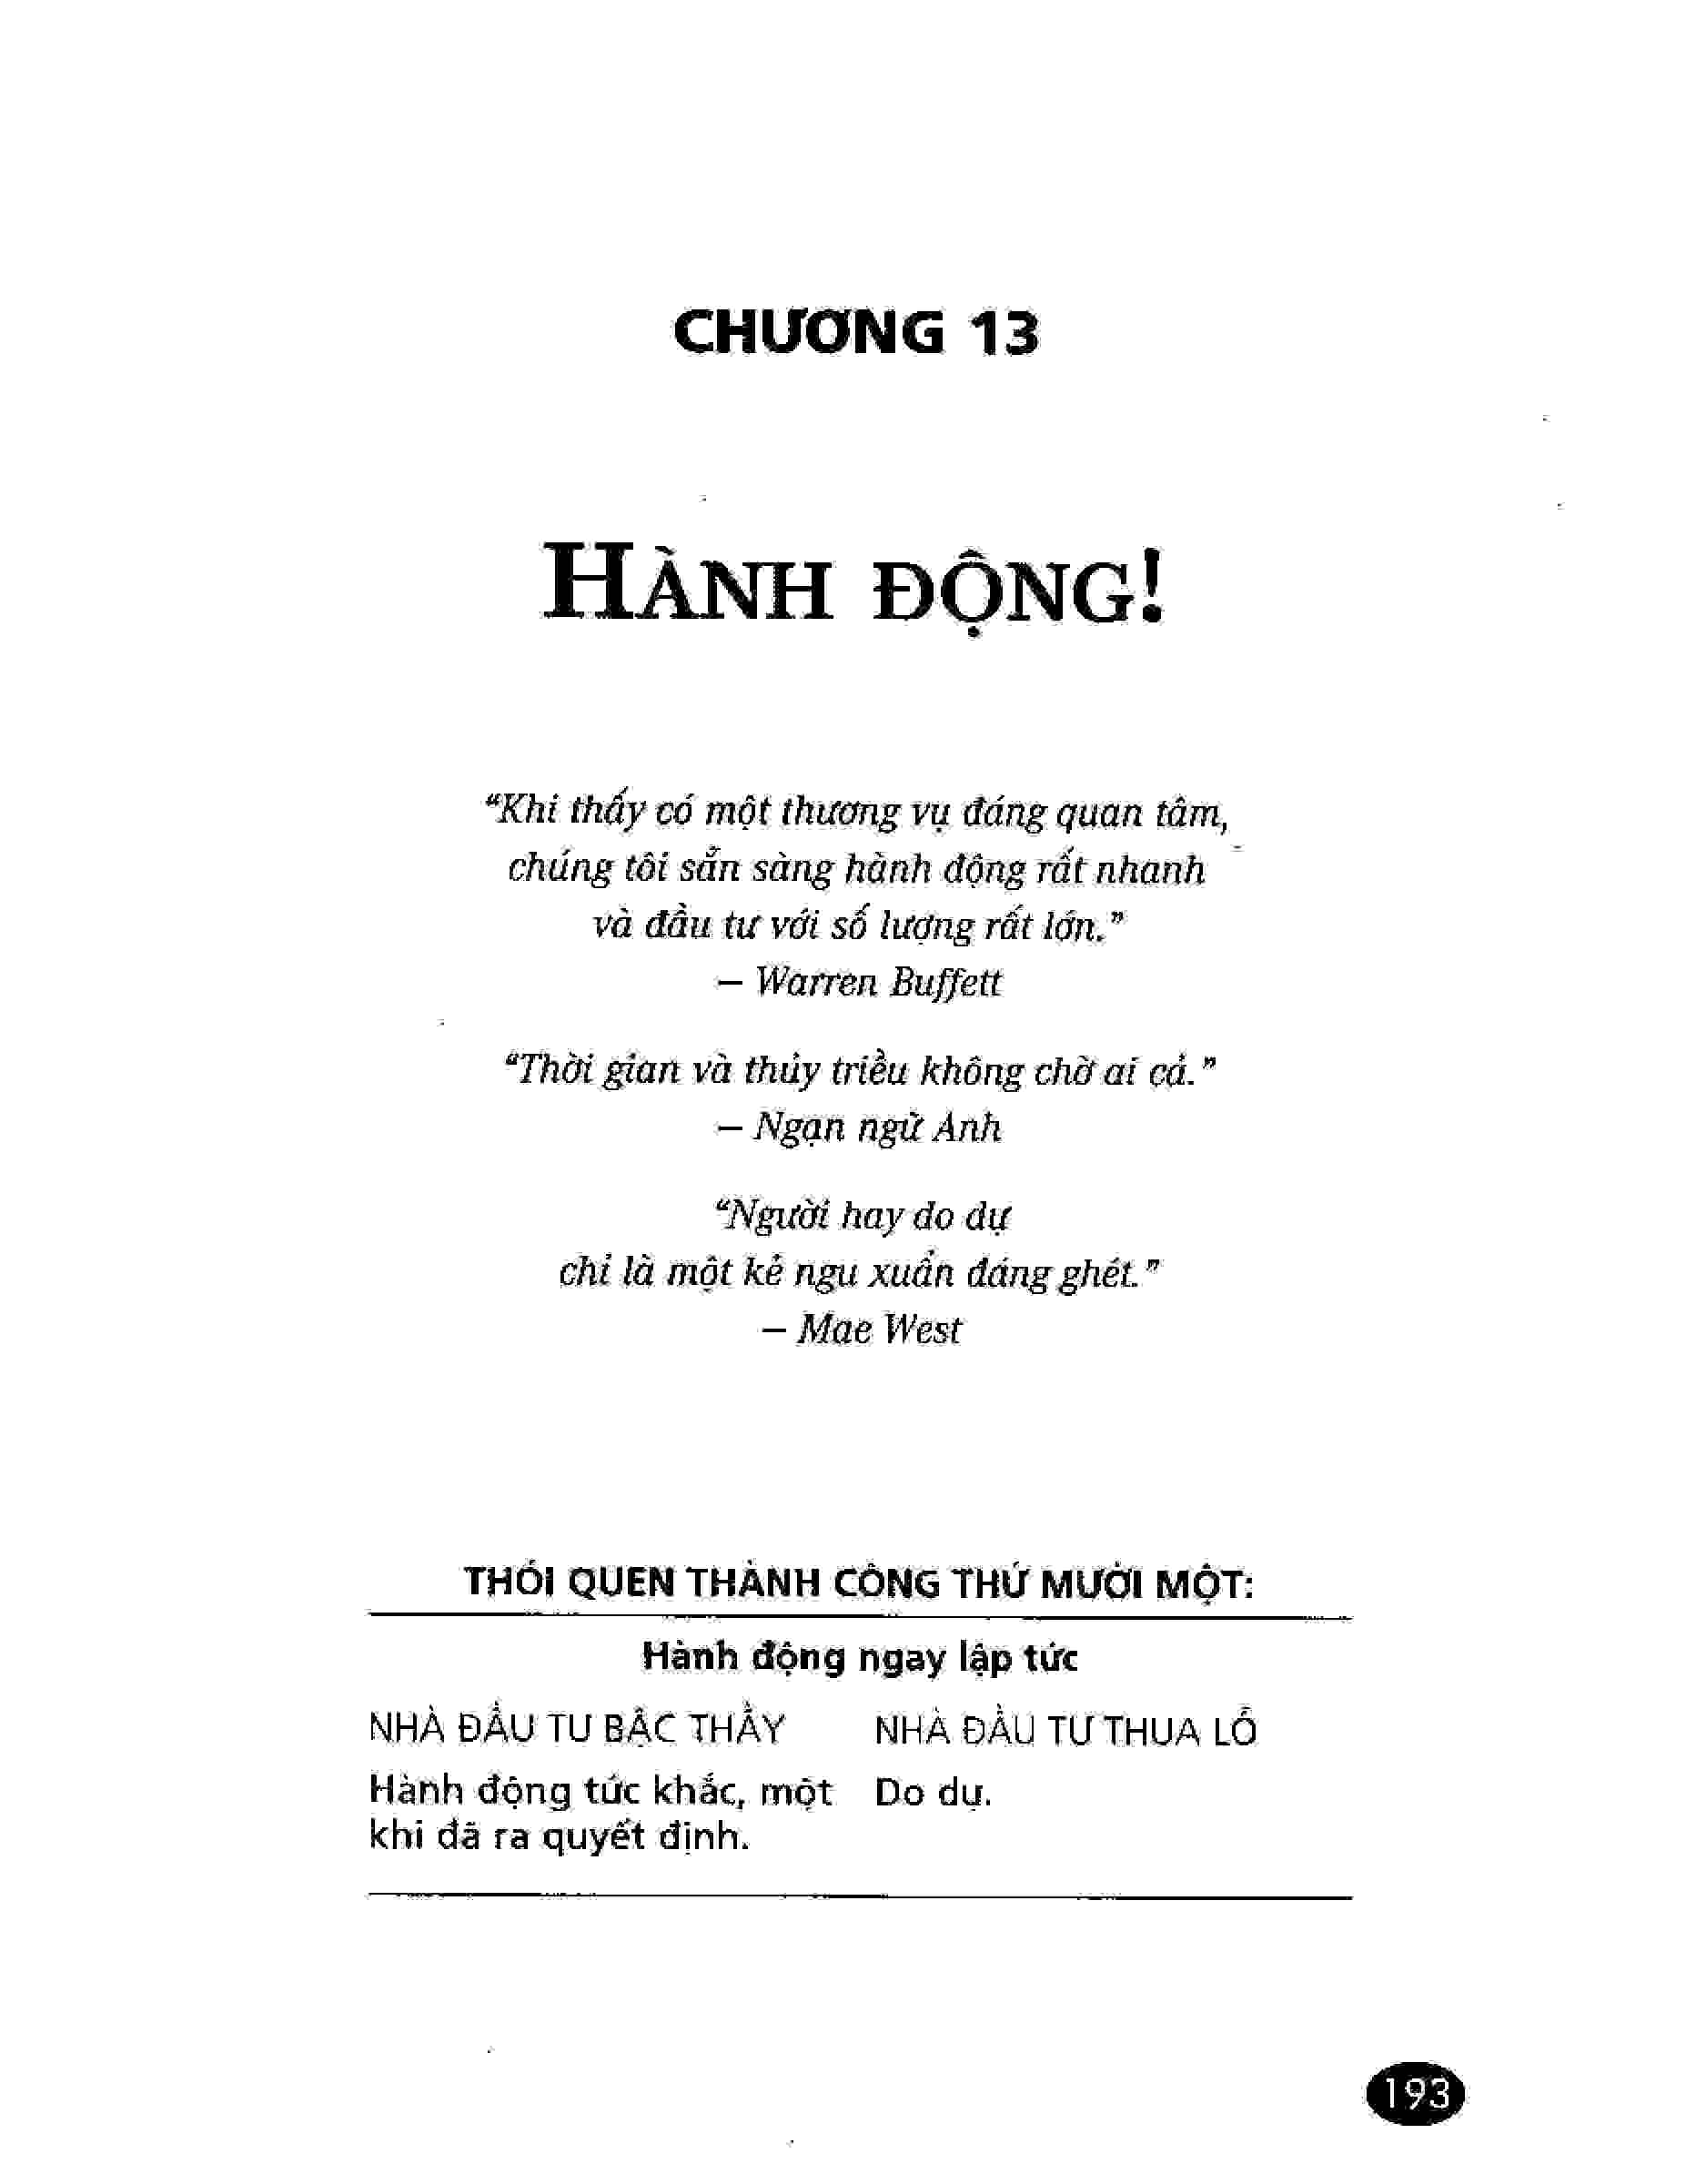 CHƯƠNG 13
HÀNH ĐỘNG!
“Khi thấy có một thương vụ đáng quan tâm,
chúng tôi sẵn sàng hành động rất nhanh
và đầu tư với số lượng rất lớn.”
– Warren Buffett
“Thời gian và thủy triều không chờ ai cả.”
– Ngạn ngữ Anh
“Người hay do dự
chỉ là một kẻ ngu xuẩn đáng ghét.”
– Mae West
THÓI QUEN THÀNH CÔNG THỨ MƯỜI MỘT:
Hành động ngay lập tức
NHÀ ĐẦU TƯ BẬC THẦY NHÀ ĐẦU TƯ THUA LỖ
Hành động tức khắc, một Do dự.
khi đã ra quyết định.
193